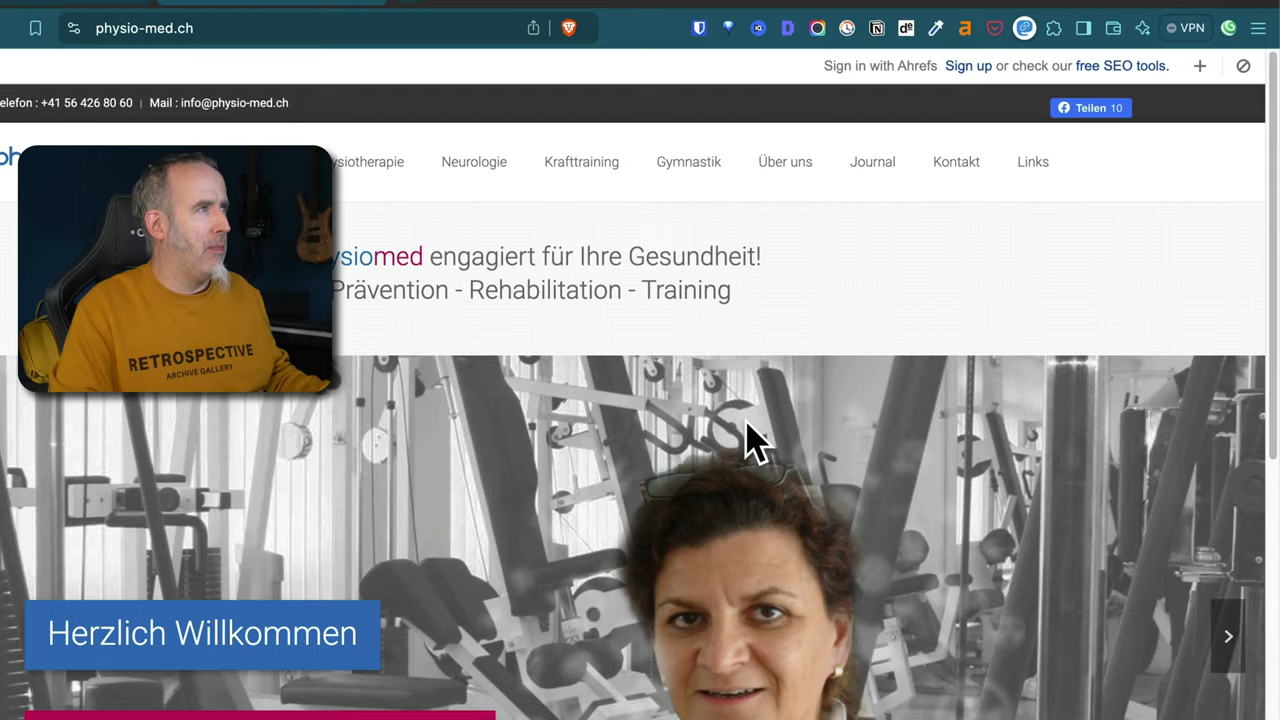 physio-med.ch
VPN
Sign in with Ahrefs Sign up or check our free SEO tools.
elefon : +41 56 426 80 60 | Mail : info@physio-med.ch
Teilen 10
ph
ysiotherapie Neurologie Krafttraining Gymnastik Über uns Journal Kontakt Links
ysiomed engagiert für Ihre Gesundheit!
Prävention - Rehabilitation - Training
RETROSPECTIVE
ARCHIVE GALLERY
Herzlich Willkommen